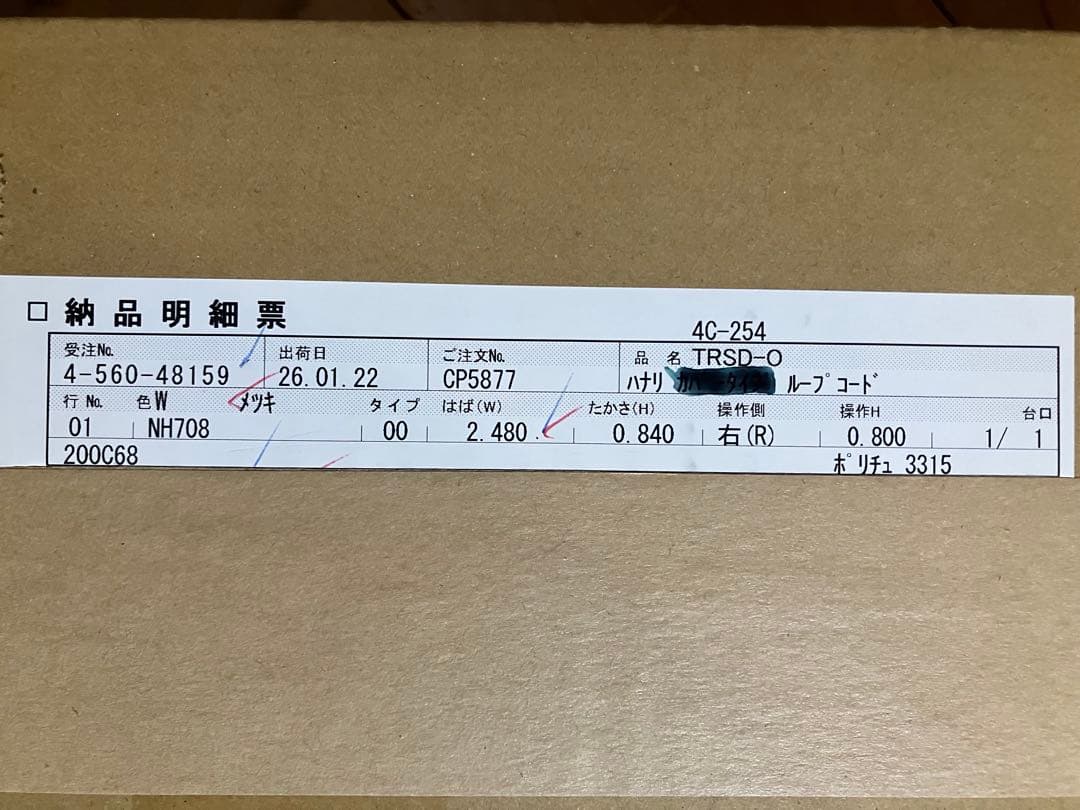 □ 納品明細票
4C-254
受注No. 出荷日 ご注文No. 品名 TRSD-O
4-560-48159 26.01.22 CP5877 ﾊﾅﾘ ﾙｰﾌﾟｺｰﾄﾞ
行No. 色W ﾒﾂｷ タイプ はば(W) たかさ(H) 操作側 操作H 台口
01 NH708 00 2.480 0.840 右(R) 0.800 1/ 1
200C68 ﾎﾟﾘﾁｭ 3315